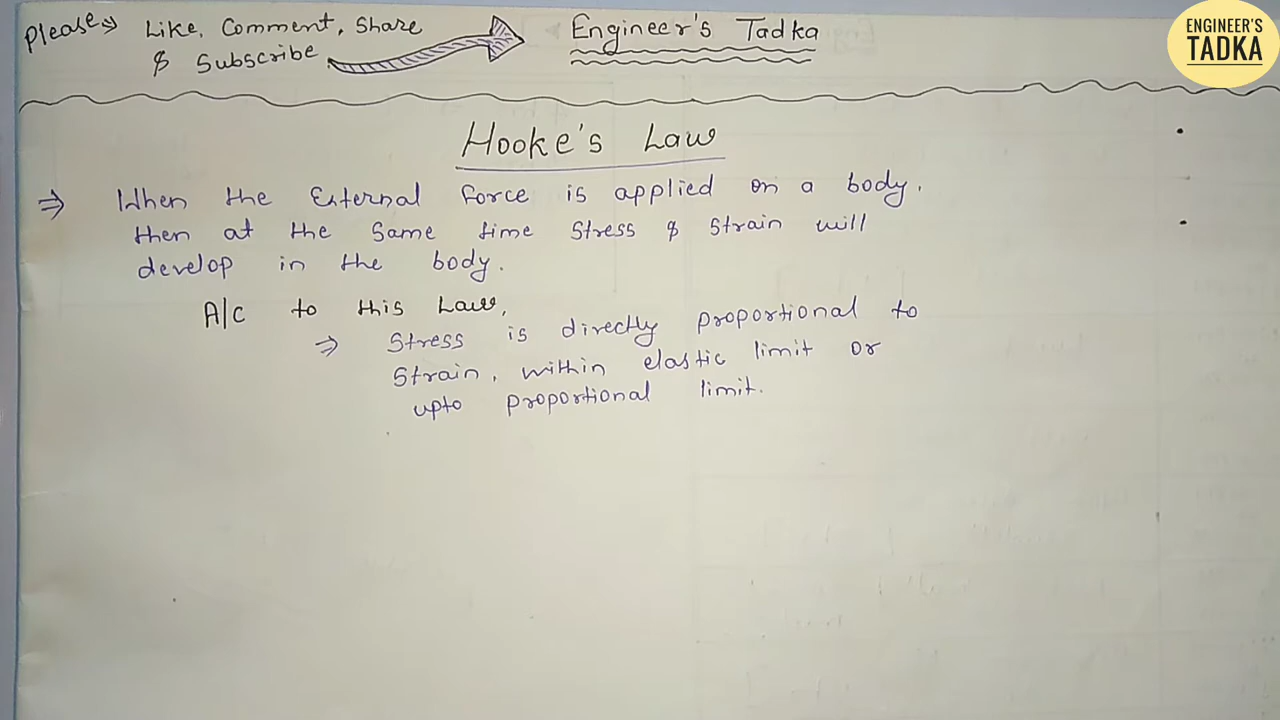 Please Like, Comment, Share
& Subscribe
Engineer's Tadka
ENGINEER'S
TADKA
Hooke's Law
⇒ When the External Force is applied on a body.
then at the same time Stress & Strain will
develop in the body.
A/c to this Law,
⇒ Stress is directly proportional to
Strain, within elastic limit or
upto proportional limit.